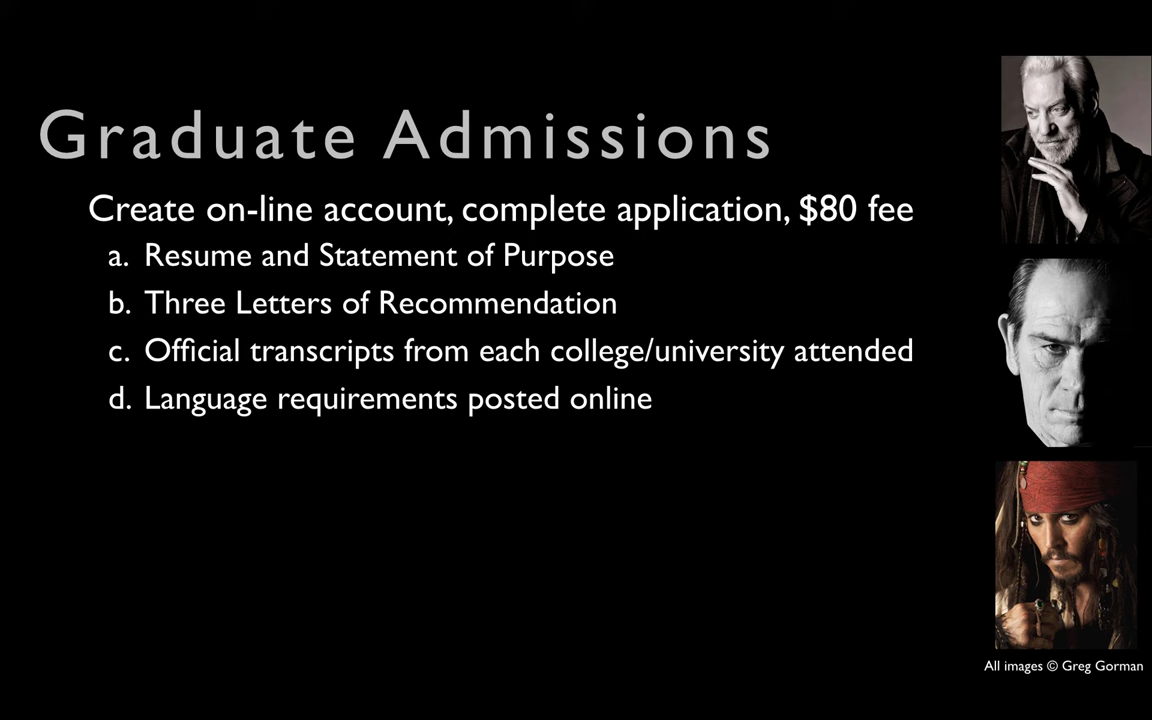 Graduate Admissions
Create on-line account, complete application, $80 fee
a. Resume and Statement of Purpose
b. Three Letters of Recommendation
c. Official transcripts from each college/university attended
d. Language requirements posted online
All images © Greg Gorman